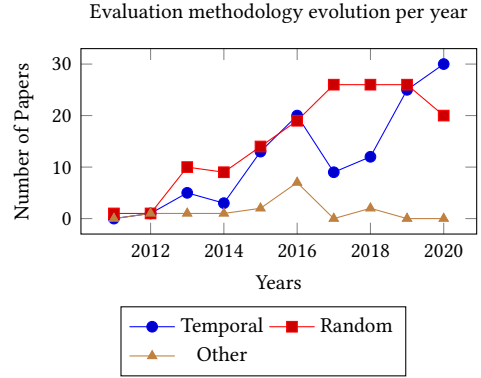 Evaluation methodology evolution per year
30
20
10
0
Number of Papers
2012 2014 2016 2018 2020
Years
Temporal Random
Other